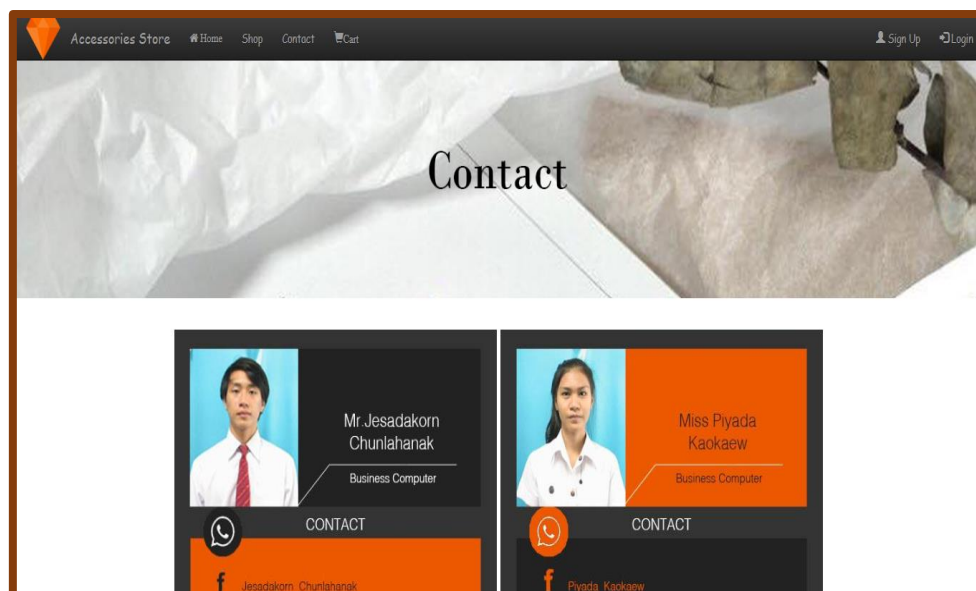 Accessories Store Home Shop Contact Cart Sign Up Login
Contact
Mr.Jesadakorn
Chunlahanak
Business Computer
CONTACT
Jesadakorn Chunlahanak
Miss Piyada
Kaokaew
Business Computer
CONTACT
Piyada Kaokaew